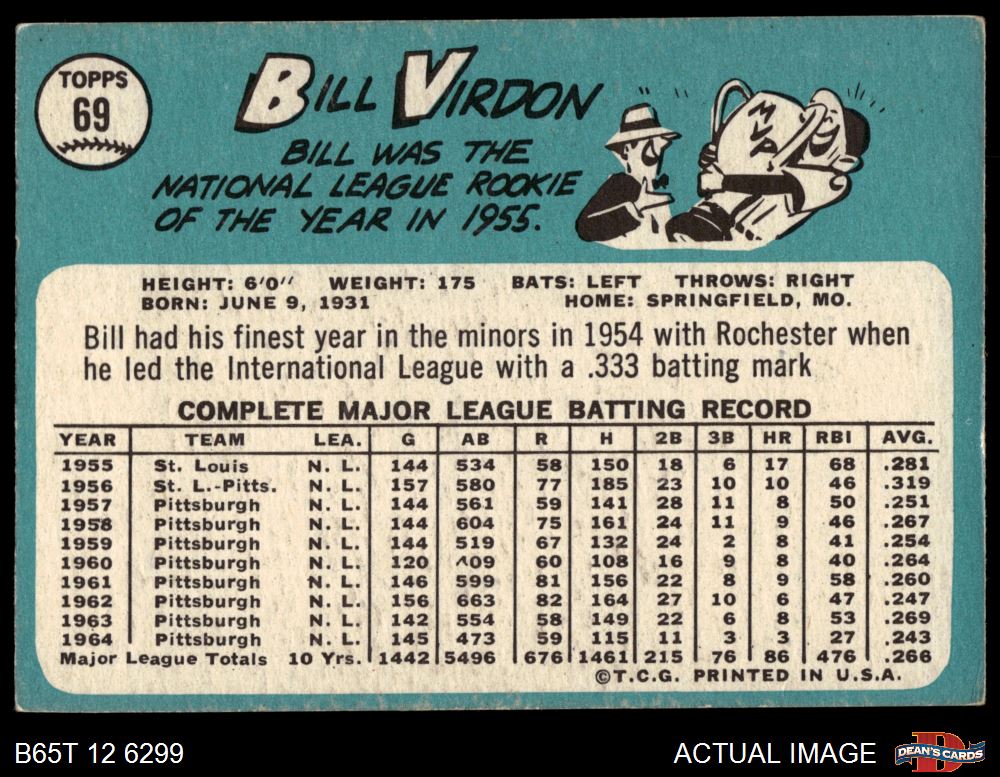 TOPPS
69
BILL VIRDON
BILL WAS THE
NATIONAL LEAGUE ROOKIE
OF THE YEAR IN 1955.
MVP
HEIGHT: 6'0" WEIGHT: 175 BATS: LEFT THROWS: RIGHT
BORN: JUNE 9, 1931 HOME: SPRINGFIELD, MO.
Bill had his finest year in the minors in 1954 with Rochester when
he led the International League with a .333 batting mark
COMPLETE MAJOR LEAGUE BATTING RECORD
YEAR TEAM LEA. G AB R H 2B 3B HR RBI AVG.
1955 St. Louis N. L. 144 534 58 150 18 6 17 68 .281
1956 St. L.-Pitts. N. L. 157 580 77 185 23 10 10 46 .319
1957 Pittsburgh N. L. 144 561 59 141 28 11 8 50 .251
1958 Pittsburgh N. L. 144 604 75 161 24 11 9 46 .267
1959 Pittsburgh N. L. 144 519 67 132 24 2 8 41 .254
1960 Pittsburgh N. L. 120 409 60 108 16 9 8 40 .264
1961 Pittsburgh N. L. 146 599 81 156 22 8 9 58 .260
1962 Pittsburgh N. L. 156 663 82 164 27 10 6 47 .247
1963 Pittsburgh N. L. 142 554 58 149 22 6 8 53 .269
1964 Pittsburgh N. L. 145 473 59 115 11 3 3 27 .243
Major League Totals 10 Yrs. 1442 5496 676 1461 215 76 86 476 .266
©T.C.G. PRINTED IN U.S.A.
B65T 12 6299 ACTUAL IMAGE
DEAN'S CARDS